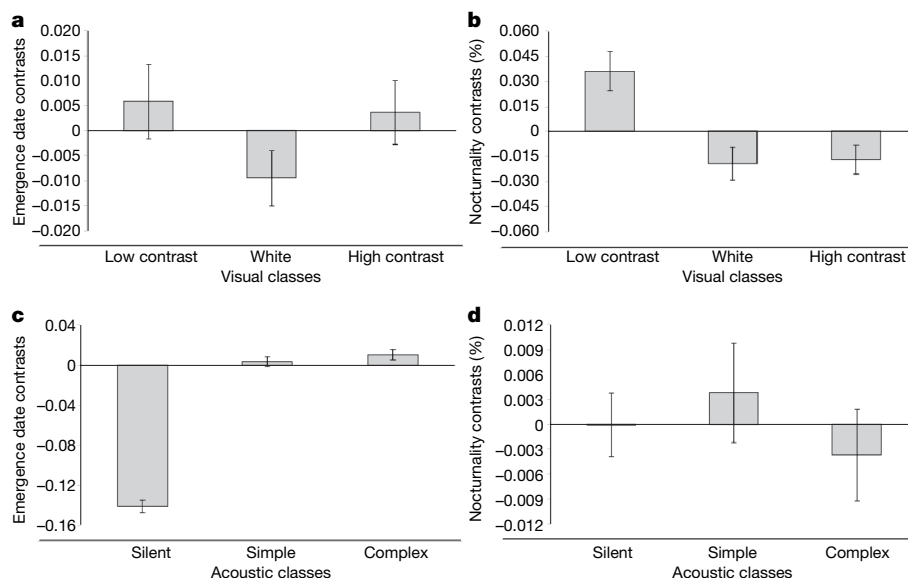 a
Emergence date contrasts
0.020
0.015
0.010
0.005
0
–0.005
–0.010
–0.015
–0.020
Low contrast White High contrast
Visual classes
b
Nocturnality contrasts (%)
0.060
0.045
0.030
0.015
0
–0.015
–0.030
–0.045
–0.060
Low contrast White High contrast
Visual classes
c
Emergence date contrasts
0.04
0
–0.04
–0.08
–0.12
–0.16
Silent Simple Complex
Acoustic classes
d
Nocturnality contrasts (%)
0.012
0.009
0.006
0.003
0
–0.003
–0.006
–0.009
–0.012
Silent Simple Complex
Acoustic classes